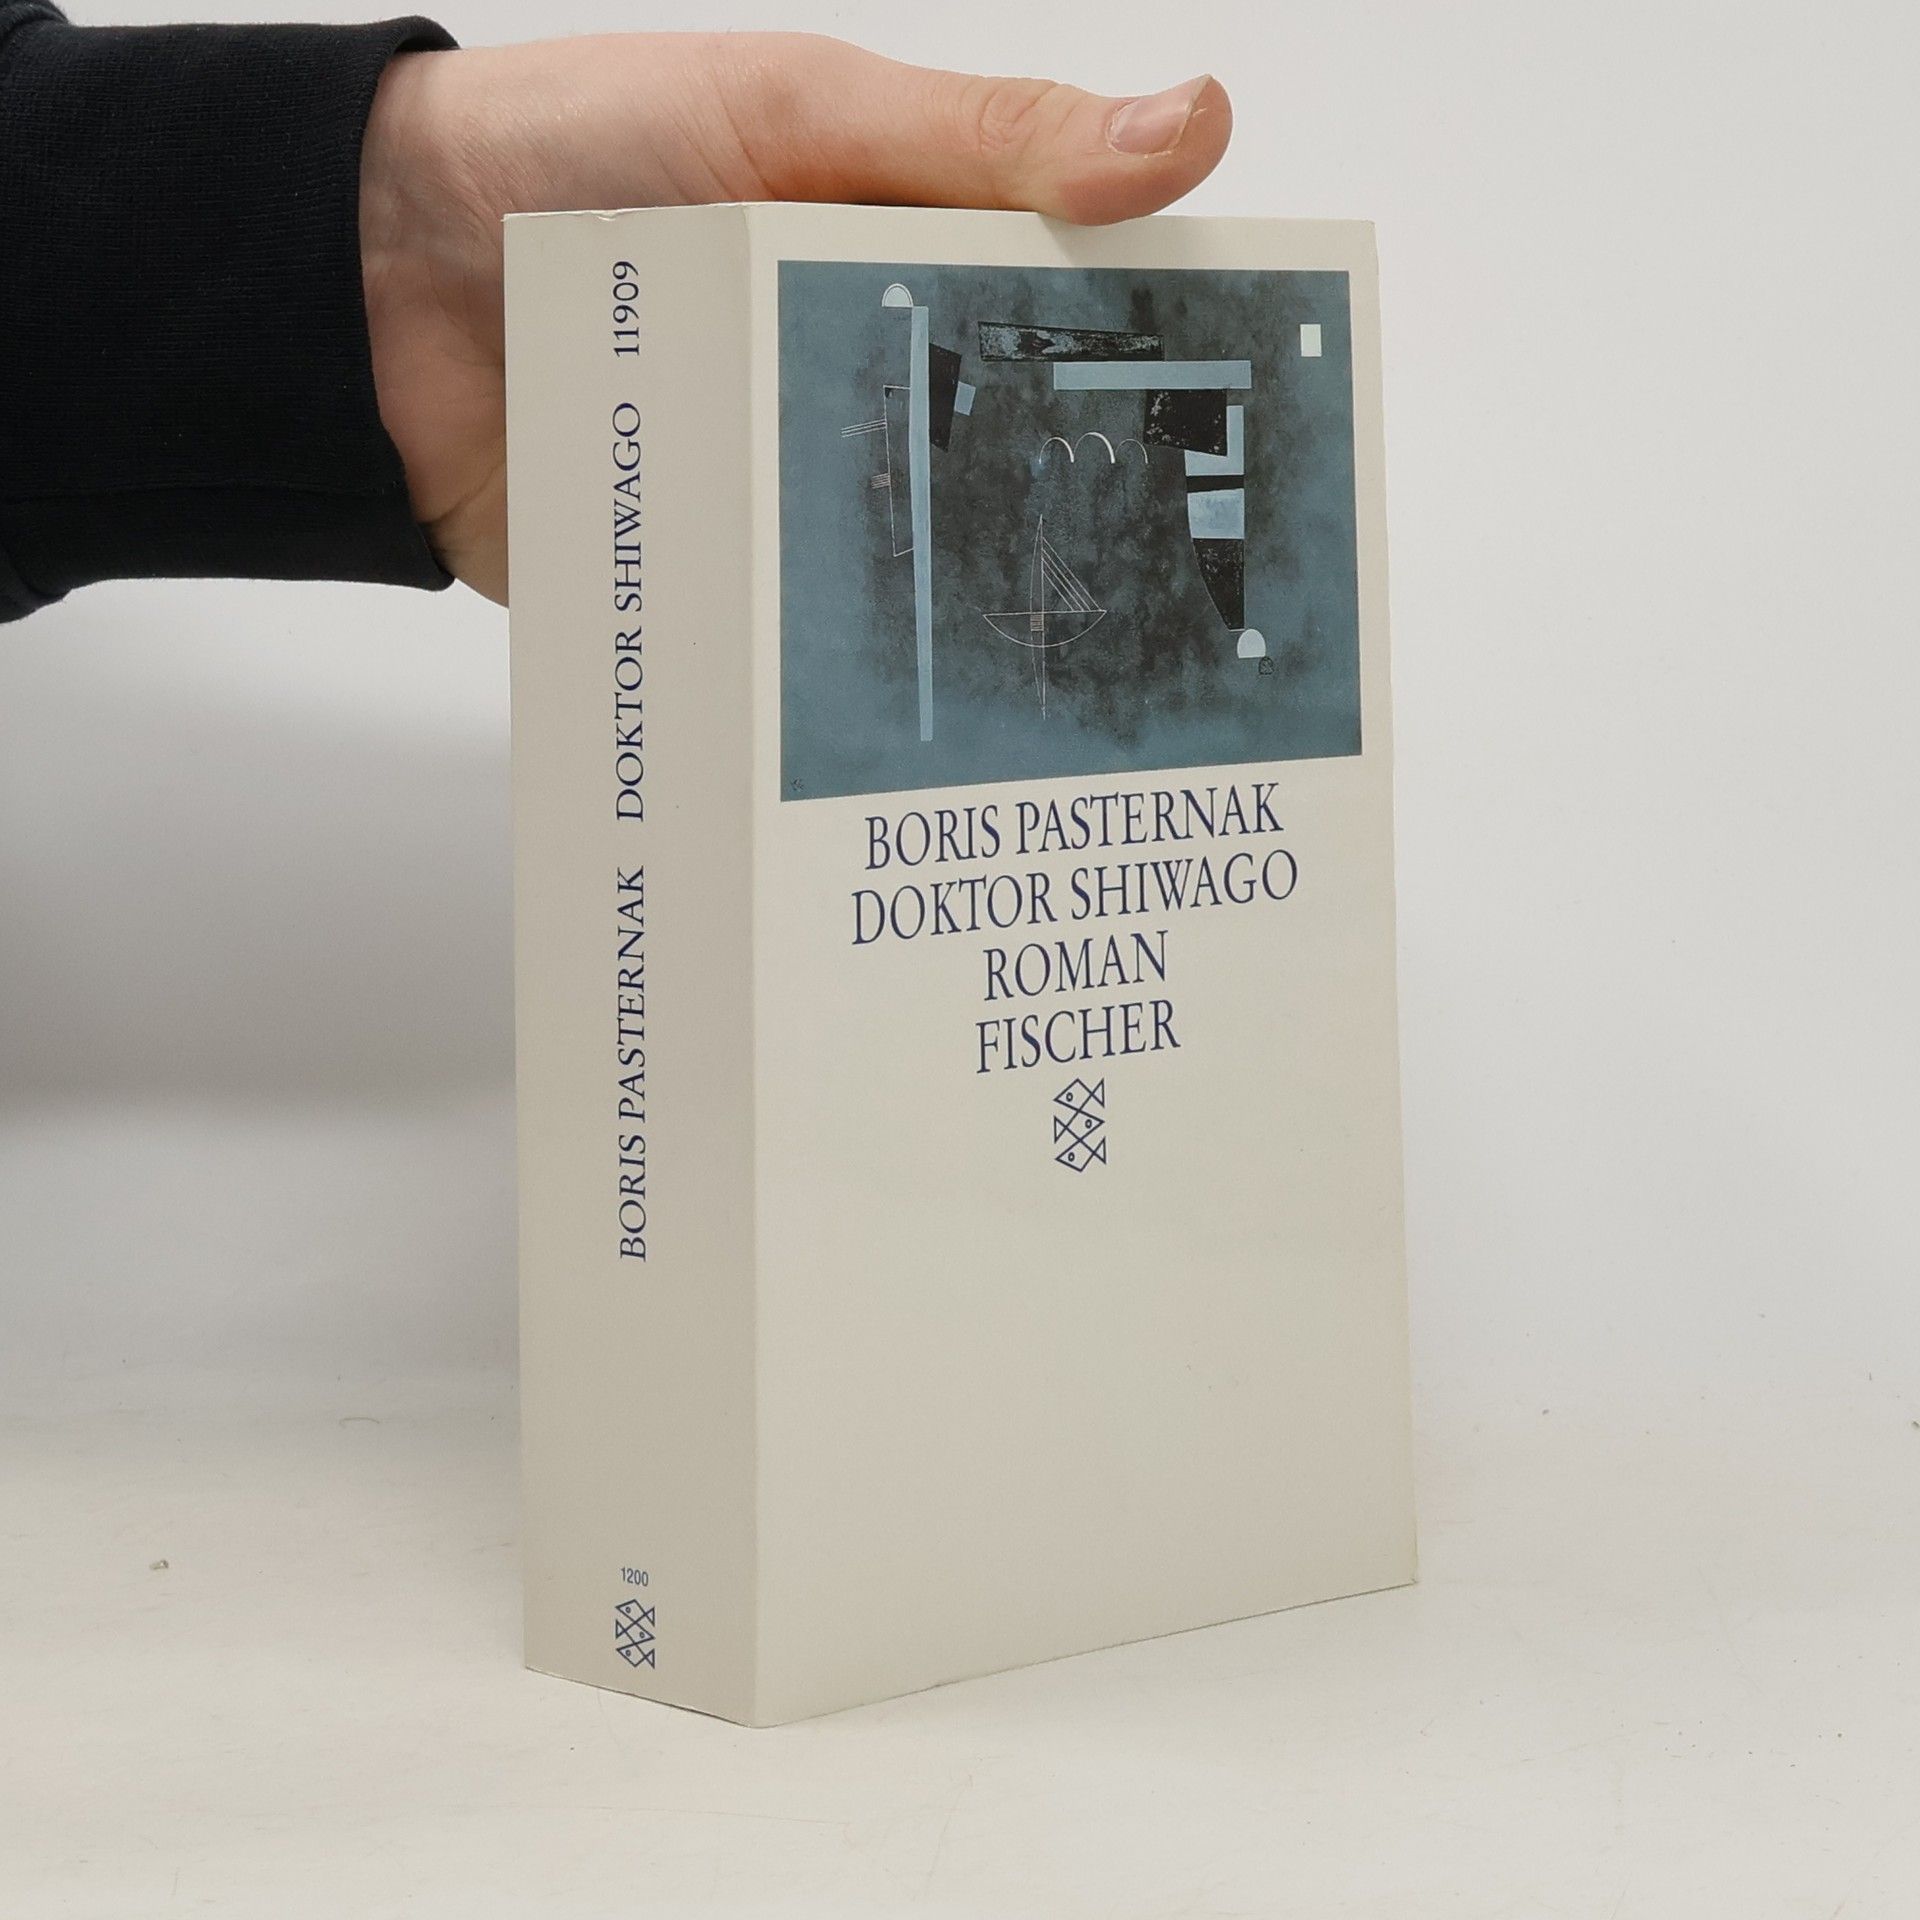 BORIS PASTERNAK DOKTOR SHIWAGO 11909
1200
BORIS PASTERNAK
DOKTOR SHIWAGO
ROMAN
FISCHER